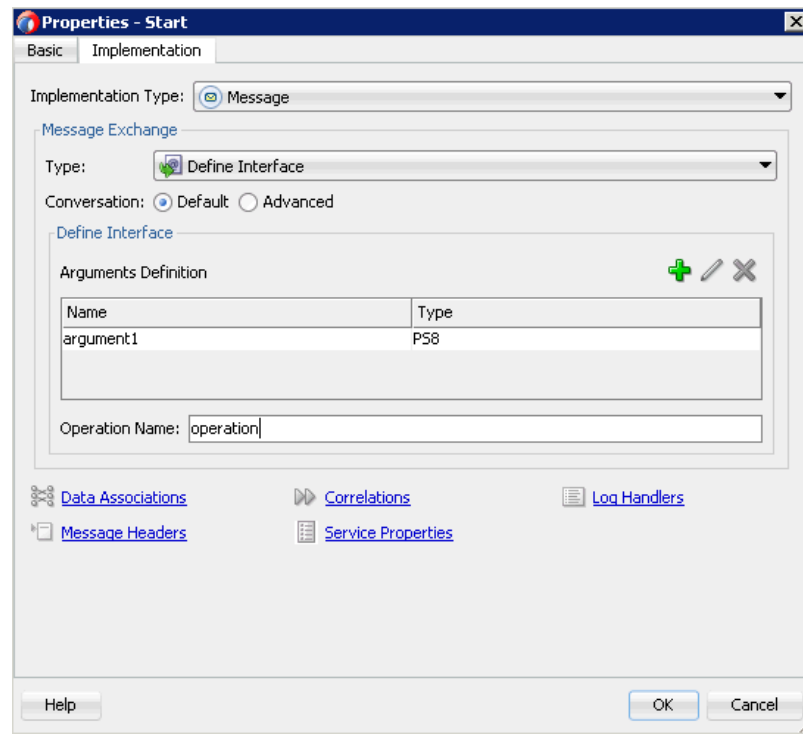 Properties - Start
Basic Implementation
Implementation Type: Message
Message Exchange
Type: Define Interface
Conversation: Default Advanced
Define Interface
Arguments Definition
Name Type
argument1 PS8
Operation Name: operation
Data Associations Correlations Log Handlers
Message Headers Service Properties
Help OK Cancel